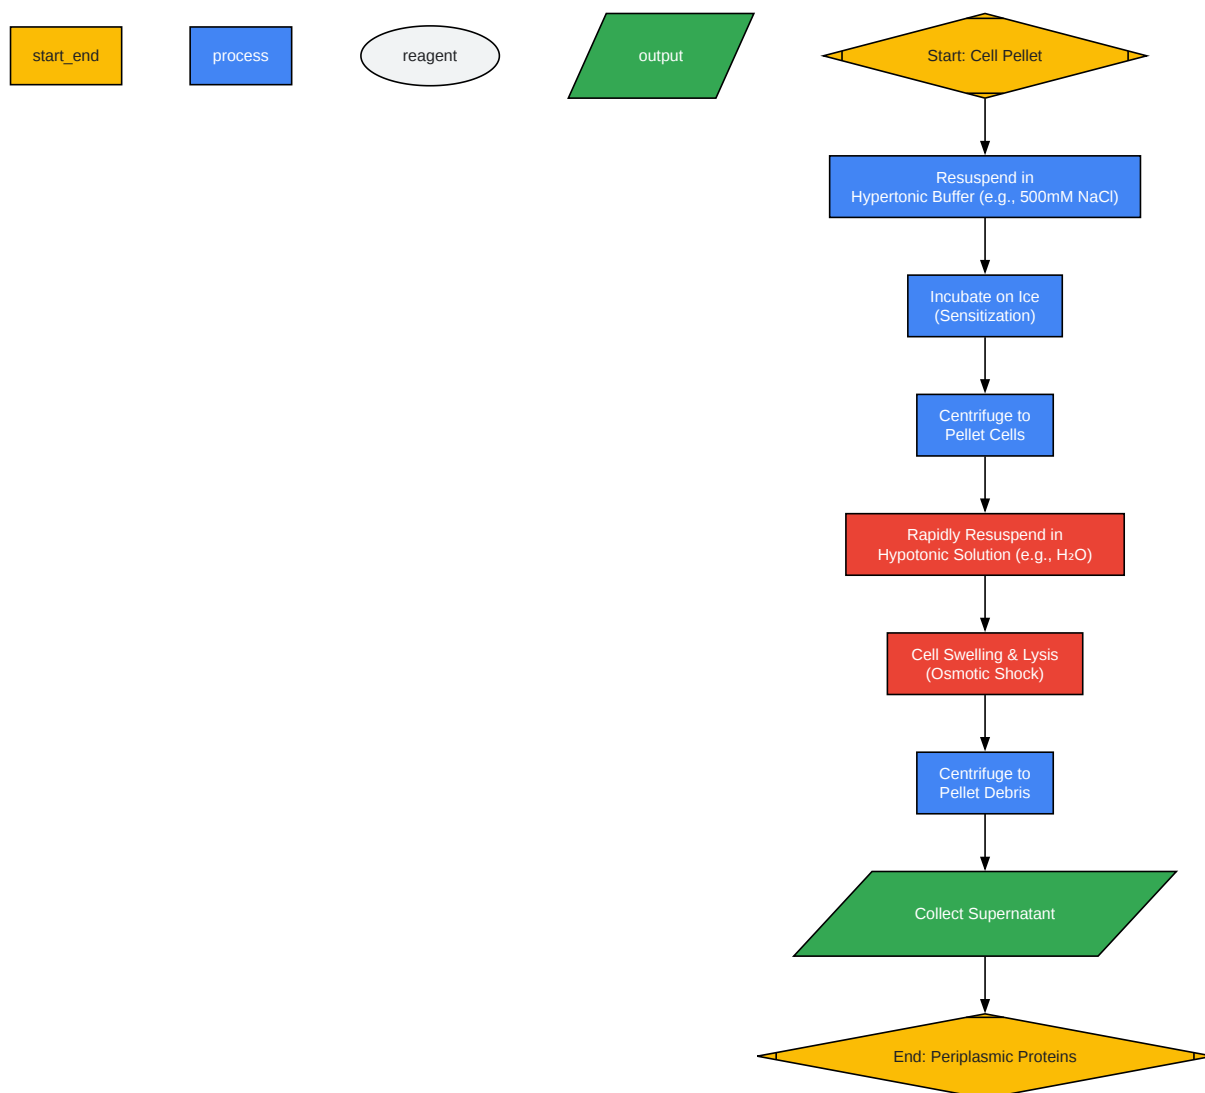 start_end
process
reagent
output
Start: Cell Pellet
Resuspend in
Hypertonic Buffer (e.g., 500mM NaCl)
Incubate on Ice
(Sensitization)
Centrifuge to
Pellet Cells
Rapidly Resuspend in
Hypotonic Solution (e.g., H₂O)
Cell Swelling & Lysis
(Osmotic Shock)
Centrifuge to
Pellet Debris
Collect Supernatant
End: Periplasmic Proteins